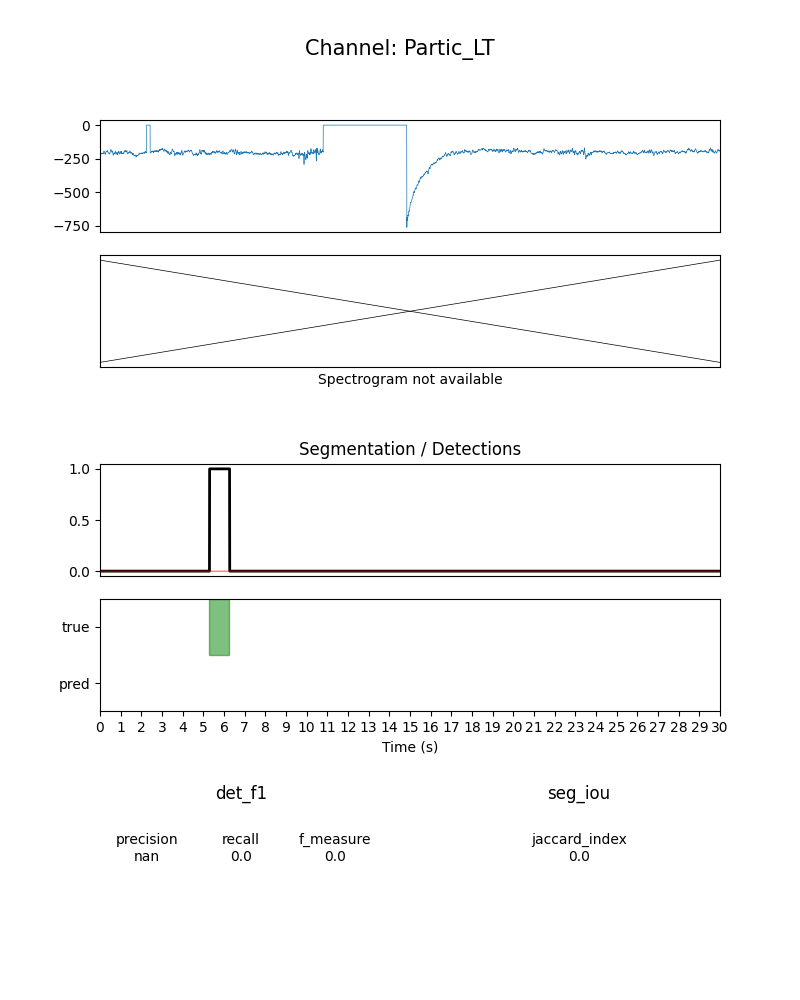 Channel: Partic_LT
0
−250
−500
−750
Spectrogram not available
Segmentation / Detections
1.0
0.5
0.0
true
pred
0 1 2 3 4 5 6 7 8 9 10 11 12 13 14 15 16 17 18 19 20 21 22 23 24 25 26 27 28 29 30
Time (s)
det_f1 seg_iou
precision recall f_measure jaccard_index
nan 0.0 0.0 0.0